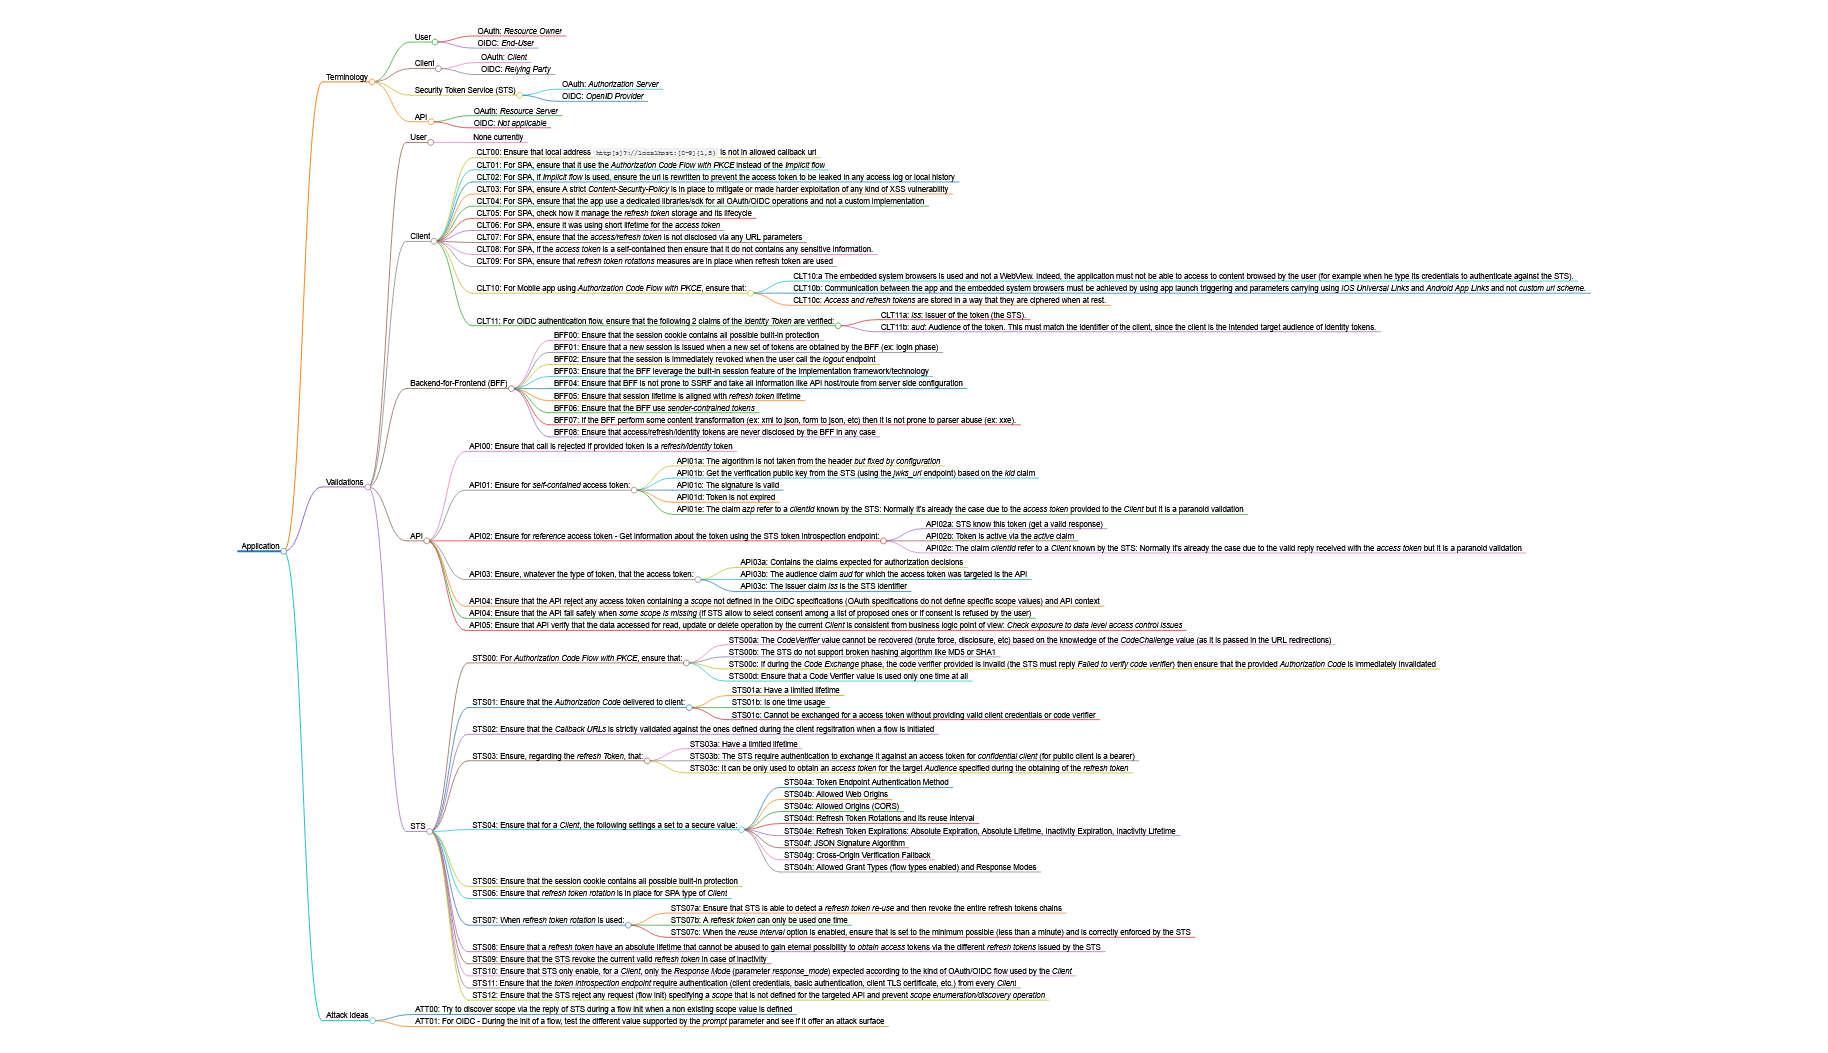 Application
Terminology
User
OAuth: Resource Owner
OIDC: End-User
Client
OAuth: Client
OIDC: Relying Party
Security Token Service (STS)
OAuth: Authorization Server
OIDC: OpenID Provider
API
OAuth: Resource Server
OIDC: Not applicable
Validations
User
None currently
Client
CLT00: Ensure that local address http[s]?://localhost:[0-9]{1,5} is not in allowed callback url
CLT01: For SPA, ensure that it use the Authorization Code Flow with PKCE instead of the Implicit flow
CLT02: For SPA, if Implicit flow is used, ensure the url is rewritten to prevent the access token to be leaked in any access log or local history
CLT03: For SPA, ensure A strict Content-Security-Policy is in place to mitigate or made harder exploitation of any kind of XSS vulnerability
CLT04: For SPA, ensure that the app use a dedicated libraries/sdk for all OAuth/OIDC operations and not a custom implementation
CLT05: For SPA, check how it manage the refresh token storage and its lifecycle
CLT06: For SPA, ensure it was using short lifetime for the access token
CLT07: For SPA, ensure that the access/refresh token is not disclosed via any URL parameters
CLT08: For SPA, if the access token is a self-contained then ensure that it do not contains any sensitive information.
CLT09: For SPA, ensure that refresh token rotations measures are in place when refresh token are used
CLT10: For Mobile app using Authorization Code Flow with PKCE, ensure that:
CLT10:a The embedded system browsers is used and not a WebView. Indeed, the application must not be able to access to content browsed by the user (for example when he type its credentials to authenticate against the STS).
CLT10b: Communication between the app and the embedded system browsers must be achieved by using app launch triggering and parameters carrying using iOS Universal Links and Android App Links and not custom url scheme.
CLT10c: Access and refresh tokens are stored in a way that they are ciphered when at rest.
CLT11: For OIDC authentication flow, ensure that the following 2 claims of the Identity Token are verified:
CLT11a: iss: Issuer of the token (the STS).
CLT11b: aud: Audience of the token. This must match the identifier of the client, since the client is the intended target audience of identity tokens.
Backend-for-Frontend (BFF)
BFF00: Ensure that the session cookie contains all possible built-in protection
BFF01: Ensure that a new session is issued when a new set of tokens are obtained by the BFF (ex: login phase)
BFF02: Ensure that the session is immediately revoked when the user call the logout endpoint
BFF03: Ensure that the BFF leverage the built-in session feature of the implementation framework/technology
BFF04: Ensure that BFF is not prone to SSRF and take all information like API host/route from server side configuration
BFF05: Ensure that session lifetime is aligned with refresh token lifetime
BFF06: Ensure that the BFF use sender-contrained tokens
BFF07: If the BFF perform some content transformation (ex: xml to json, form to json, etc) then it is not prone to parser abuse (ex: xxe).
BFF08: Ensure that access/refresh/identity tokens are never disclosed by the BFF in any case
API
API00: Ensure that call is rejected if provided token is a refresh/identity token
API01: Ensure for self-contained access token:
API01a: The algorithm is not taken from the header but fixed by configuration
API01b: Get the verification public key from the STS (using the jwks_uri endpoint) based on the kid claim
API01c: The signature is valid
API01d: Token is not expired
API01e: The claim azp refer to a clientId known by the STS: Normally it's already the case due to the access token provided to the Client but it is a paranoid validation
API02: Ensure for reference access token - Get information about the token using the STS token introspection endpoint:
API02a: STS know this token (get a valid response)
API02b: Token is active via the active claim
API02c: The claim clientId refer to a Client known by the STS: Normally it's already the case due to the valid reply received with the access token but it is a paranoid validation
API03: Ensure, whatever the type of token, that the access token:
API03a: Contains the claims expected for authorization decisions
API03b: The audience claim aud for which the access token was targeted is the API
API03c: The issuer claim iss is the STS identifier
API04: Ensure that the API reject any access token containing a scope not defined in the OIDC specifications (OAuth specifications do not define specific scope values) and API context
API04: Ensure that the API fail safely when some scope is missing (if STS allow to select consent among a list of proposed ones or if consent is refused by the user)
API05: Ensure that API verify that the data accessed for read, update or delete operation by the current Client is consistent from business logic point of view: Check exposure to data level access control issues
STS
STS00: For Authorization Code Flow with PKCE, ensure that:
STS00a: The CodeVerifier value cannot be recovered (brute force, disclosure, etc) based on the knowledge of the CodeChallenge value (as it is passed in the URL redirections)
STS00b: The STS do not support broken hashing algorithm like MD5 or SHA1
STS00c: If during the Code Exchange phase, the code verifier provided is invalid (the STS must reply Failed to verify code verifier) then ensure that the provided Authorization Code is immediately invalidated
STS00d: Ensure that a Code Verifier value is used only one time at all
STS01: Ensure that the Authorization Code delivered to client:
STS01a: Have a limited lifetime
STS01b: Is one time usage
STS01c: Cannot be exchanged for a access token without providing valid client credentials or code verifier
STS02: Ensure that the Callback URLs is strictly validated against the ones defined during the client regsitration when a flow is initiated
STS03: Ensure, regarding the refresh Token, that:
STS03a: Have a limited lifetime
STS03b: The STS require authentication to exchange it against an access token for confidential client (for public client is a bearer)
STS03c: It can be only used to obtain an access token for the target Audience specified during the obtaining of the refresh token
STS04: Ensure that for a Client, the following settings a set to a secure value:
STS04a: Token Endpoint Authentication Method
STS04b: Allowed Web Origins
STS04c: Allowed Origins (CORS)
STS04d: Refresh Token Rotations and its reuse interval
STS04e: Refresh Token Expirations: Absolute Expiration, Absolute Lifetime, Inactivity Expiration, Inactivity Lifetime
STS04f: JSON Signature Algorithm
STS04g: Cross-Origin Verification Fallback
STS04h: Allowed Grant Types (flow types enabled) and Response Modes
STS05: Ensure that the session cookie contains all possible built-in protection
STS06: Ensure that refresh token rotation is in place for SPA type of Client
STS07: When refresh token rotation is used:
STS07a: Ensure that STS is able to detect a refresh token re-use and then revoke the entire refresh tokens chains
STS07b: A refresk token can only be used one time
STS07c: When the reuse interval option is enabled, ensure that is set to the minimum possible (less than a minute) and is correctly enforced by the STS
STS08: Ensure that a refresh token have an absolute lifetime that cannot be abused to gain eternal possibility to obtain access tokens via the different refresh tokens issued by the STS
STS09: Ensure that the STS revoke the current valid refresh token in case of inactivity
STS10: Ensure that STS only enable, for a Client, only the Response Mode (parameter response_mode) expected according to the kind of OAuth/OIDC flow used by the Client
STS11: Ensure that the token introspection endpoint require authentication (client credentials, basic authentication, client TLS certificate, etc.) from every Client
STS12: Ensure that the STS reject any request (flow init) specifying a scope that is not defined for the targeted API and prevent scope enumeration/discovery operation
Attack Ideas
ATT00: Try to discover scope via the reply of STS during a flow init when a non existing scope value is defined
ATT01: For OIDC - During the init of a flow, test the different value supported by the prompt parameter and see if it offer an attack surface